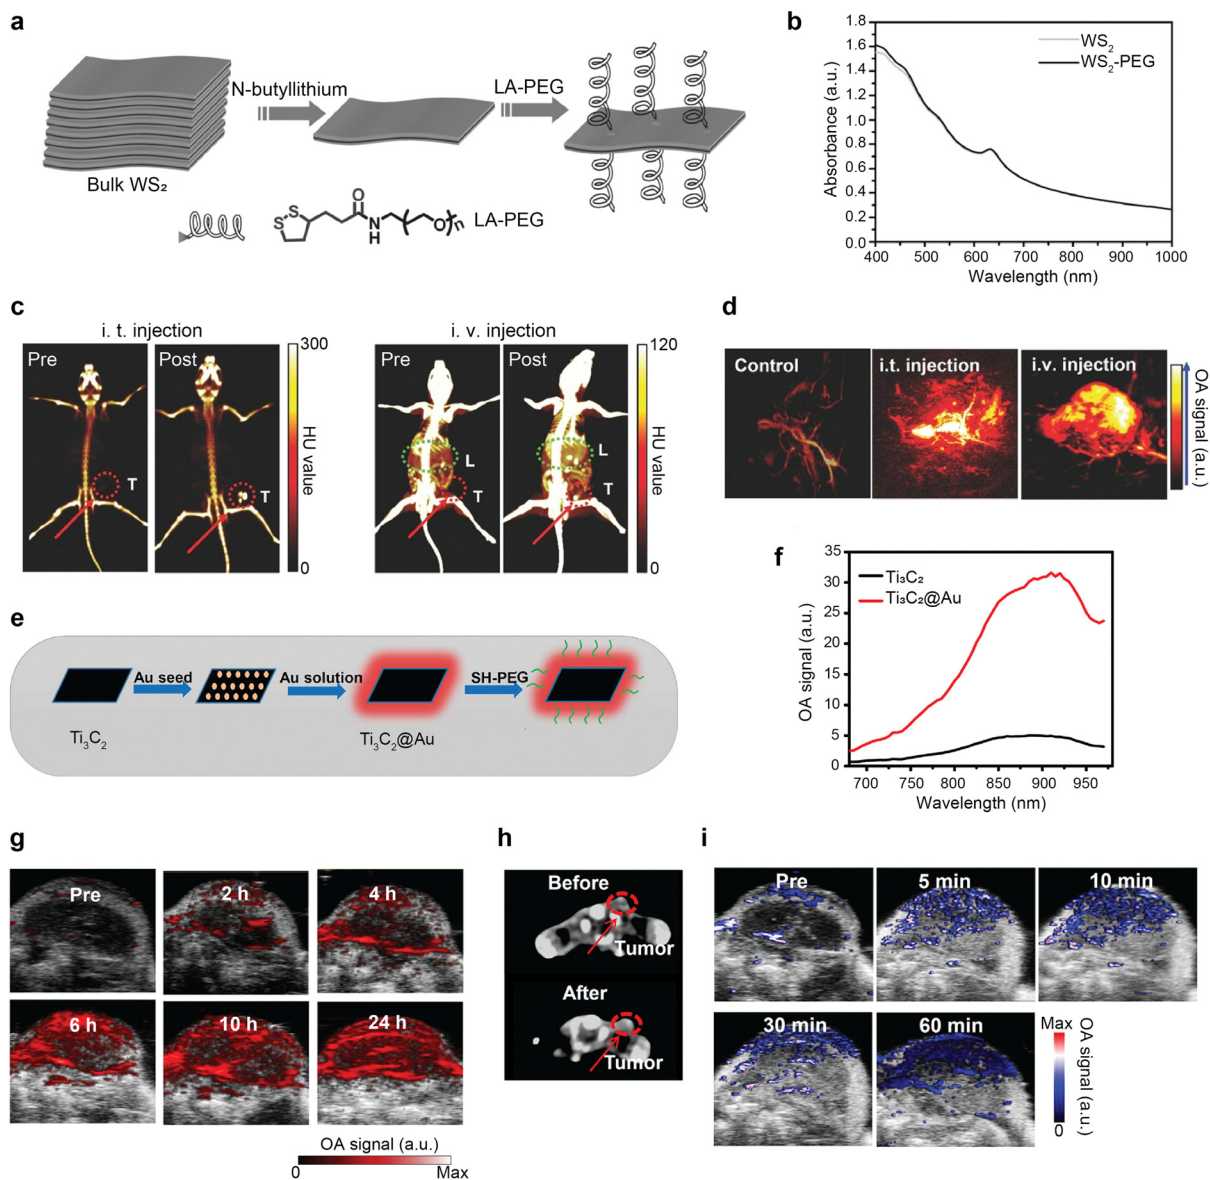 a
N-butyllithium
LA-PEG
Bulk WS₂
S
S
O
N
H
O
n
LA-PEG
b
1.8
1.6
1.4
1.2
1.0
0.8
0.6
0.4
0.2
0.0
Absorbance (a.u.)
WS₂
WS₂-PEG
400 500 600 700 800 900 1000
Wavelength (nm)
c
i. t. injection
Pre
Post
T
T
300
HU value
0
i. v. injection
Pre
Post
L
T
L
T
120
HU value
0
d
Control
i.t. injection
i.v. injection
OA signal (a.u.)
e
Au seed
Au solution
SH-PEG
Ti₃C₂
Ti₃C₂@Au
f
35
30
25
20
15
10
5
0
OA signal (a.u.)
Ti₃C₂
Ti₃C₂@Au
700 750 800 850 900 950
Wavelength (nm)
g
Pre
2 h
4 h
6 h
10 h
24 h
OA signal (a.u.)
0 Max
h
Before
Tumor
After
Tumor
i
Pre
5 min
10 min
30 min
60 min
Max
OA signal (a.u.)
0